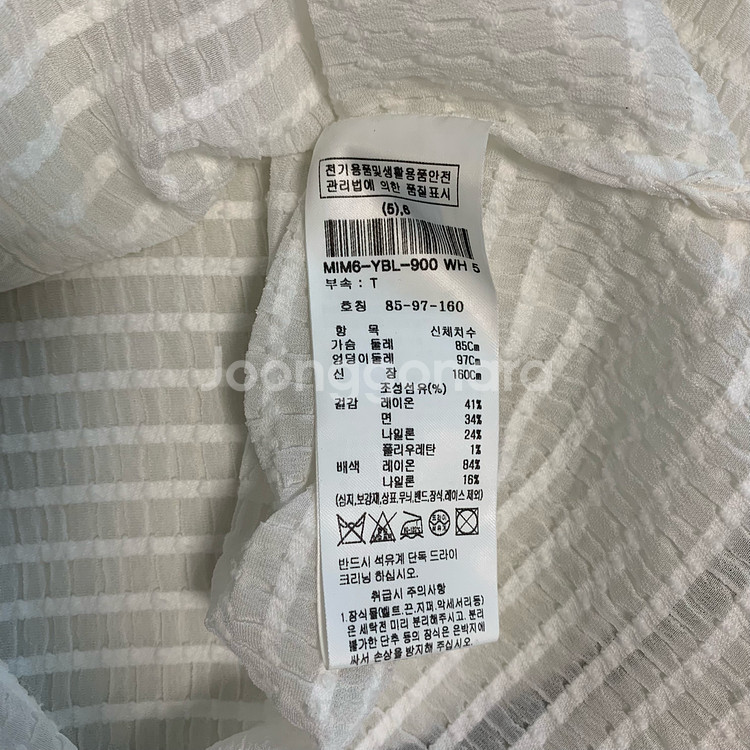 전기용품및생활용품안전
관리법에 의한 품질표시
(5),6
MIM6-YBL-900 WH 5
부속 : T
호칭 85-97-160
항 목 신체치수
가슴 둘레 85Cm
엉덩이둘레 97Cm
신 장 160Cm
조성섬유(%)
겉감 레이온 41%
면 34%
나일론 24%
폴리우레탄 1%
배색 레이온 84%
나일론 16%
(심지,보강재,상표,무늬,밴드,장식,레이스 제외)
반드시 석유계 단독 드라이
크리닝 하십시오.
취급시 주의사항
1.장식물(벨트,끈,지퍼,악세서리등)
은 세탁전 미리 분리해주시고, 분리
불가한 단추 등의 장식은 은박지에
싸서 손상을 방지해 주십시오.
Joonggonara